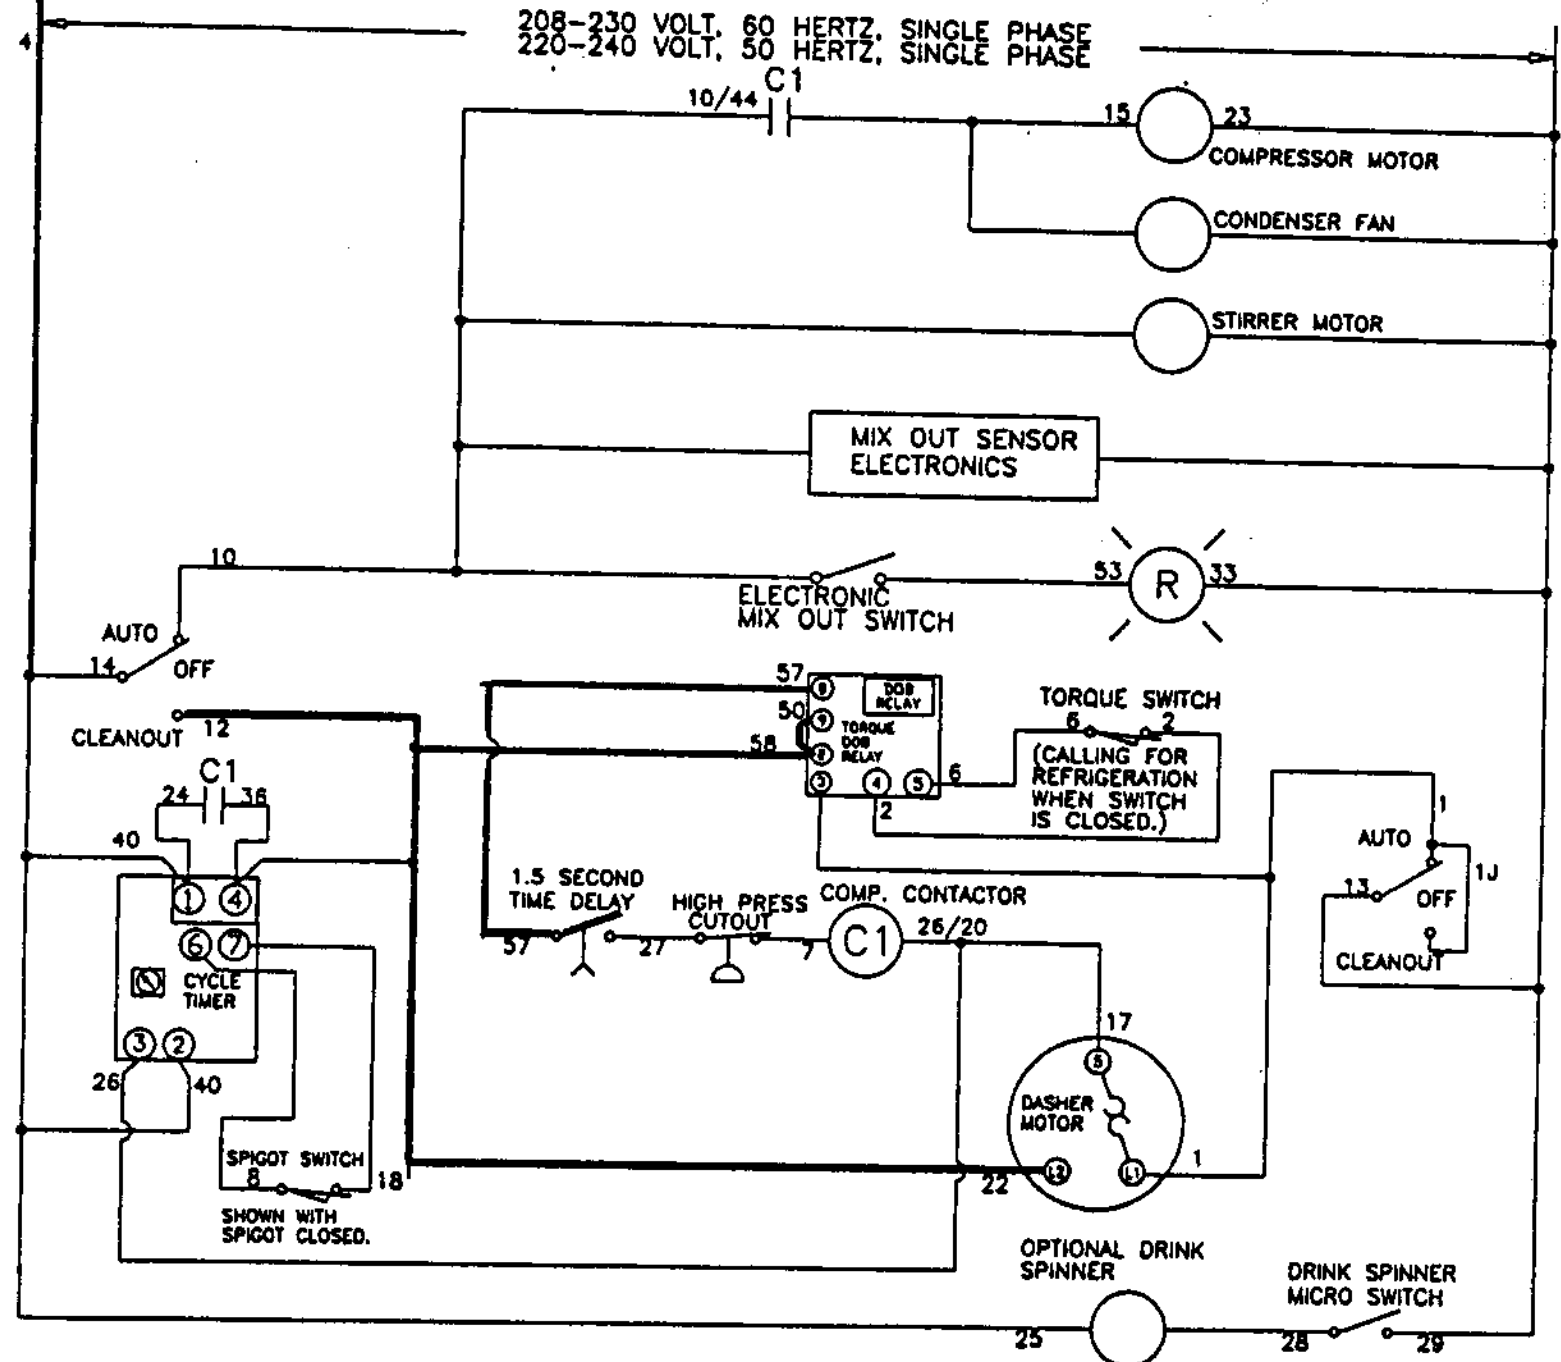 208-230 VOLT, 60 HERTZ, SINGLE PHASE
220-240 VOLT, 50 HERTZ, SINGLE PHASE
4
C1
10/44
15
23
COMPRESSOR MOTOR
CONDENSER FAN
STIRRER MOTOR
MIX OUT SENSOR
ELECTRONICS
10
53
R
33
ELECTRONIC
MIX OUT SWITCH
AUTO
14
OFF
CLEANOUT
12
57
8
DOB
RELAY
50
TORQUE
DOB
RELAY
58
3
4
5
6
2
TORQUE SWITCH
6
2
(CALLING FOR
REFRIGERATION
WHEN SWITCH
IS CLOSED.)
C1
24
36
40
1
4
6
7
CYCLE
TIMER
3
2
26
40
1.5 SECOND
TIME DELAY
57
27
HIGH PRESS
CUTOUT
7
COMP. CONTACTOR
C1
26/20
1
AUTO
1J
13
OFF
CLEANOUT
17
S
DASHER
MOTOR
L2
L1
1
22
SPIGOT SWITCH
8
18
SHOWN WITH
SPIGOT CLOSED.
OPTIONAL DRINK
SPINNER
DRINK SPINNER
MICRO SWITCH
25
28
29